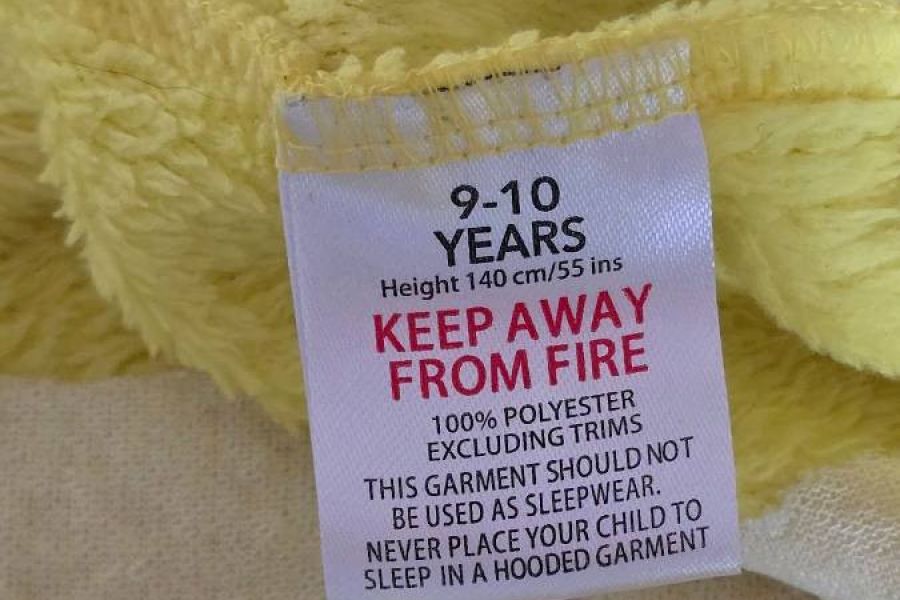 9-10
YEARS
Height 140 cm/55 ins
KEEP AWAY
FROM FIRE
100% POLYESTER
EXCLUDING TRIMS
THIS GARMENT SHOULD NOT
BE USED AS SLEEPWEAR.
NEVER PLACE YOUR CHILD TO
SLEEP IN A HOODED GARMENT